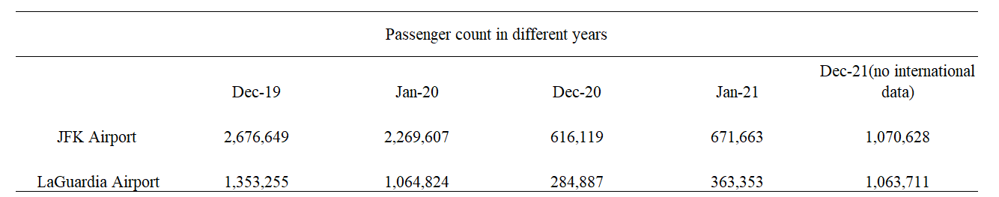 Passenger count in different years
Dec-19 Jan-20 Dec-20 Jan-21 Dec-21(no international data)
JFK Airport 2,676,649 2,269,607 616,119 671,663 1,070,628
LaGuardia Airport 1,353,255 1,064,824 284,887 363,353 1,063,711